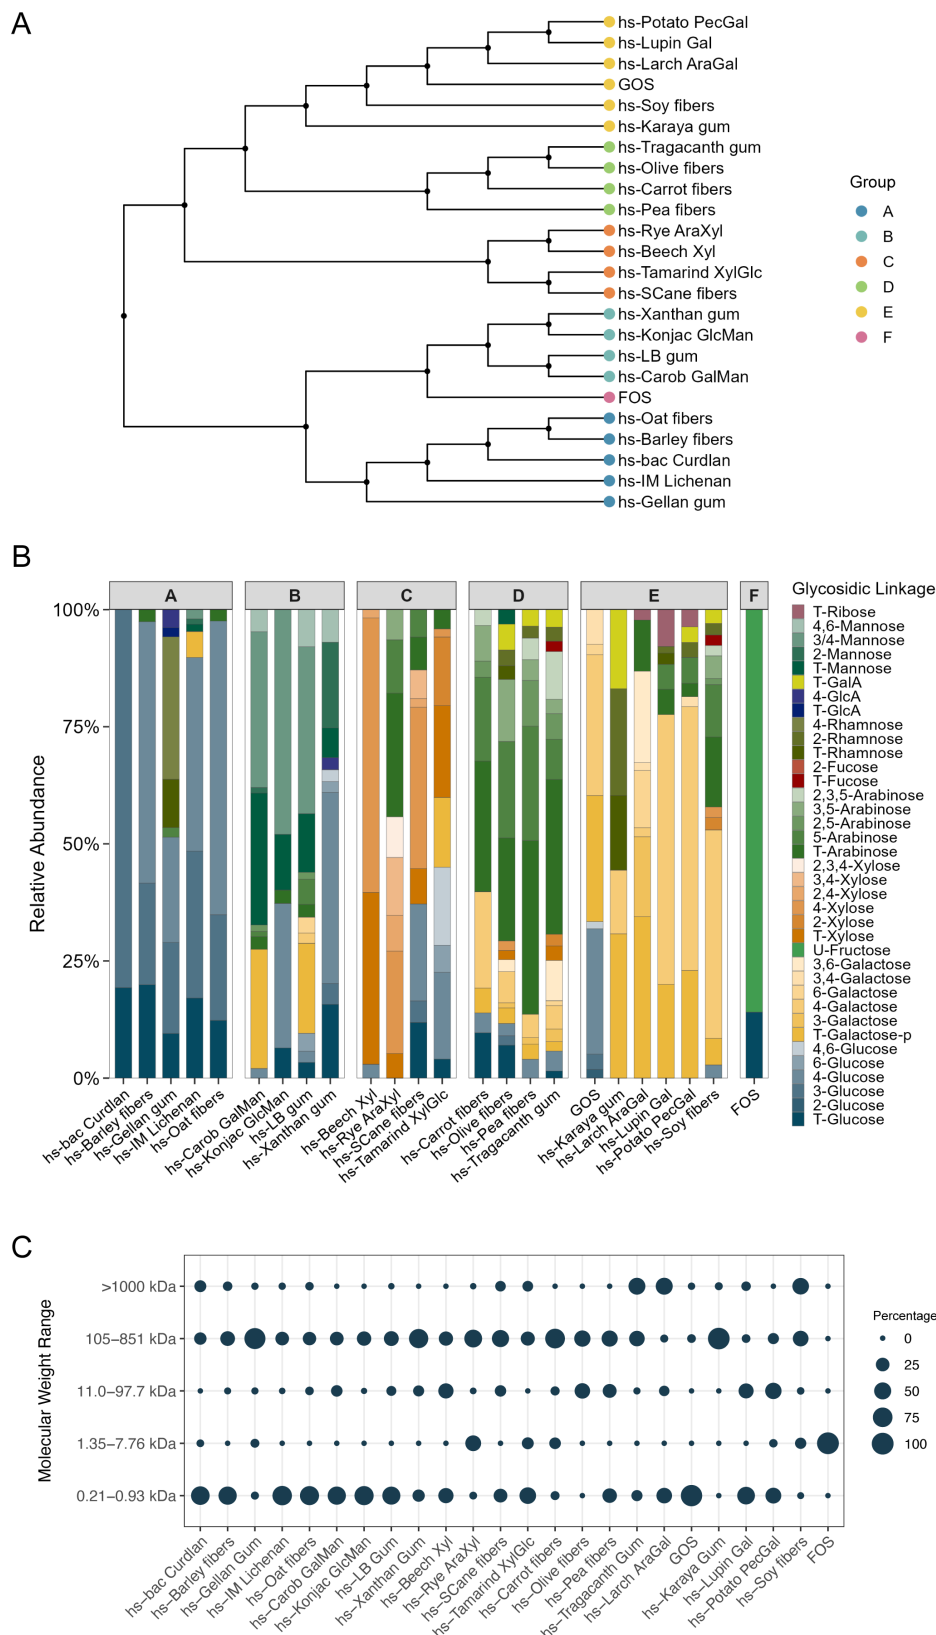 A
hs-Potato PecGal
hs-Lupin Gal
hs-Larch AraGal
GOS
hs-Soy fibers
hs-Karaya gum
hs-Tragacanth gum
hs-Olive fibers
hs-Carrot fibers
hs-Pea fibers
hs-Rye AraXyl
hs-Beech Xyl
hs-Tamarind XylGlc
hs-SCane fibers
hs-Xanthan gum
hs-Konjac GlcMan
hs-LB gum
hs-Carob GalMan
FOS
hs-Oat fibers
hs-Barley fibers
hs-bac Curdlan
hs-IM Lichenan
hs-Gellan gum
Group
A
B
C
D
E
F
B
A B C D E F
100%
75%
50%
25%
0%
Relative Abundance
hs-bac Curdlan
hs-Barley fibers
hs-Gellan gum
hs-IM Lichenan
hs-Oat fibers
hs-Carob GalMan
hs-Konjac GlcMan
hs-LB gum
hs-Xanthan gum
hs-Beech Xyl
hs-Rye AraXyl
hs-SCane fibers
hs-Tamarind XylGlc
hs-Carrot fibers
hs-Olive fibers
hs-Pea fibers
hs-Tragacanth gum
GOS
hs-Karaya gum
hs-Larch AraGal
hs-Lupin Gal
hs-Potato PecGal
hs-Soy fibers
FOS
Glycosidic Linkage
T-Ribose
4,6-Mannose
3/4-Mannose
2-Mannose
T-Mannose
T-GalA
4-GlcA
T-GlcA
4-Rhamnose
2-Rhamnose
T-Rhamnose
2-Fucose
T-Fucose
2,3,5-Arabinose
3,5-Arabinose
2,5-Arabinose
5-Arabinose
T-Arabinose
2,3,4-Xylose
3,4-Xylose
2,4-Xylose
4-Xylose
2-Xylose
T-Xylose
U-Fructose
3,6-Galactose
3,4-Galactose
6-Galactose
4-Galactose
3-Galactose
T-Galactose-p
4,6-Glucose
6-Glucose
4-Glucose
3-Glucose
2-Glucose
T-Glucose
C
>1000 kDa
105–851 kDa
11.0–97.7 kDa
1.35–7.76 kDa
0.21–0.93 kDa
Molecular Weight Range
hs–bac Curdlan
hs–Barley fibers
hs–Gellan Gum
hs–IM Lichenan
hs–Oat fibers
hs–Carob GalMan
hs–Konjac GlcMan
hs–LB Gum
hs–Xanthan Gum
hs–Beech Xyl
hs–Rye AraXyl
hs–SCane fibers
hs–Tamarind XylGlc
hs–Carrot fibers
hs–Olive fibers
hs–Pea fibers
hs–Tragacanth Gum
hs–Larch AraGal
GOS
hs–Karaya Gum
hs–Lupin Gal
hs–Potato PecGal
hs–Soy fibers
FOS
Percentage
0
25
50
75
100